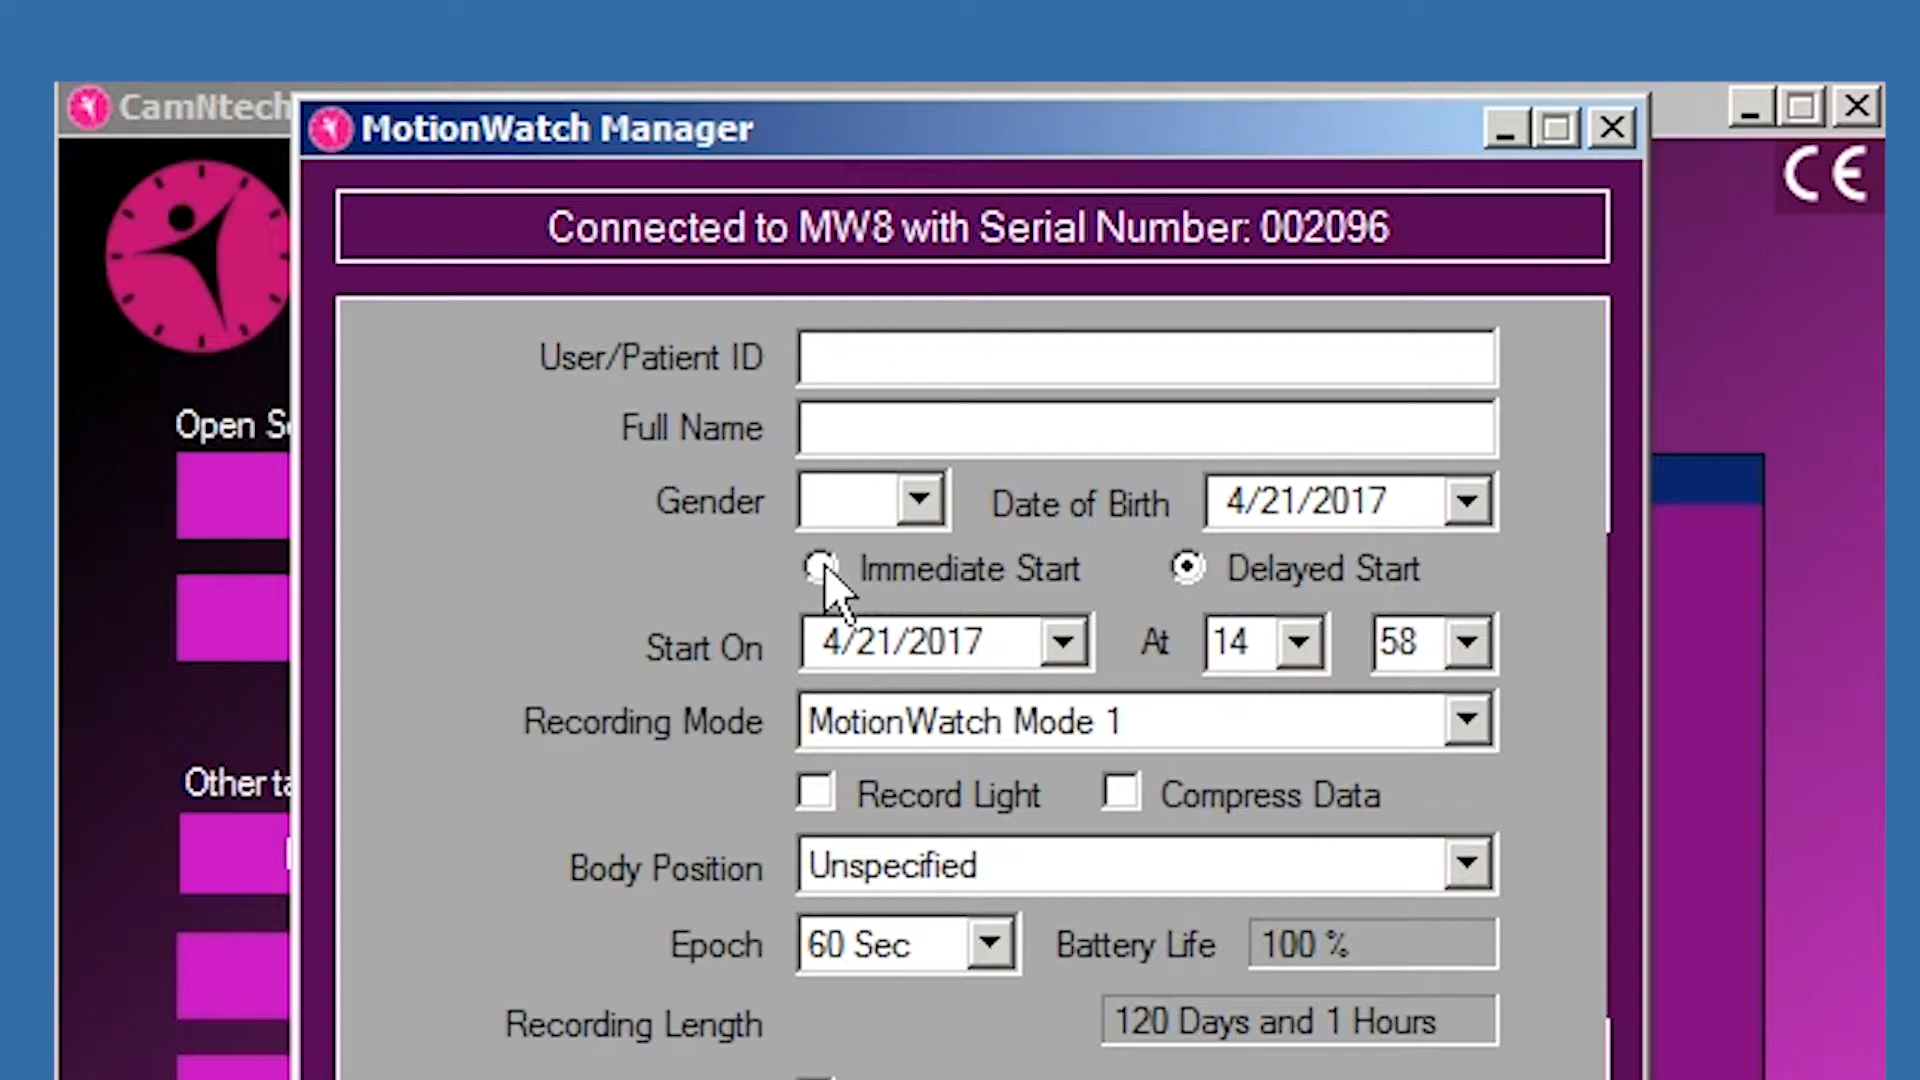 CamNtech
MotionWatch Manager
CE
Connected to MW8 with Serial Number: 002096
User/Patient ID
Full Name
Open
Gender
Date of Birth 4/21/2017
Immediate Start Delayed Start
Start On 4/21/2017 At 14 58
Recording Mode MotionWatch Mode 1
Other
Record Light Compress Data
Body Position Unspecified
Epoch 60 Sec Battery Life 100 %
Recording Length 120 Days and 1 Hours